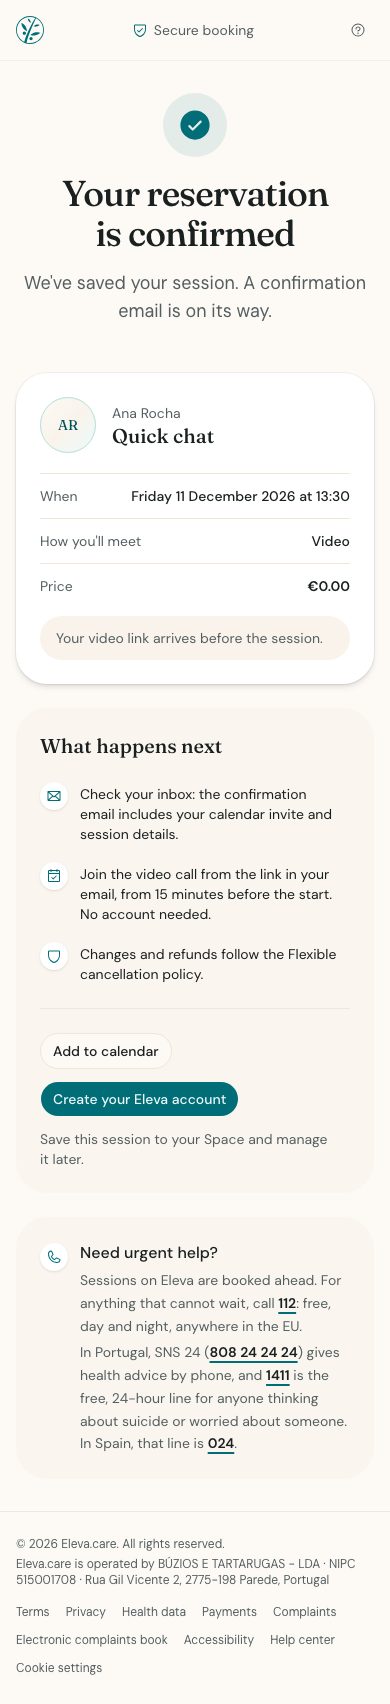 Secure booking
Your reservation
is confirmed
We've saved your session. A confirmation
email is on its way.
AR
Ana Rocha
Quick chat
When
Friday 11 December 2026 at 13:30
How you'll meet
Video
Price
€0.00
Your video link arrives before the session.
What happens next
Check your inbox: the confirmation
email includes your calendar invite and
session details.
Join the video call from the link in your
email, from 15 minutes before the start.
No account needed.
Changes and refunds follow the Flexible
cancellation policy.
Add to calendar
Create your Eleva account
Save this session to your Space and manage
it later.
Need urgent help?
Sessions on Eleva are booked ahead. For
anything that cannot wait, call 112: free,
day and night, anywhere in the EU.
In Portugal, SNS 24 (808 24 24 24) gives
health advice by phone, and 1411 is the
free, 24-hour line for anyone thinking
about suicide or worried about someone.
In Spain, that line is 024.
© 2026 Eleva.care. All rights reserved.
Eleva.care is operated by BÚZIOS E TARTARUGAS - LDA · NIPC
515001708 · Rua Gil Vicente 2, 2775-198 Parede, Portugal
Terms Privacy Health data Payments Complaints
Electronic complaints book Accessibility Help center
Cookie settings